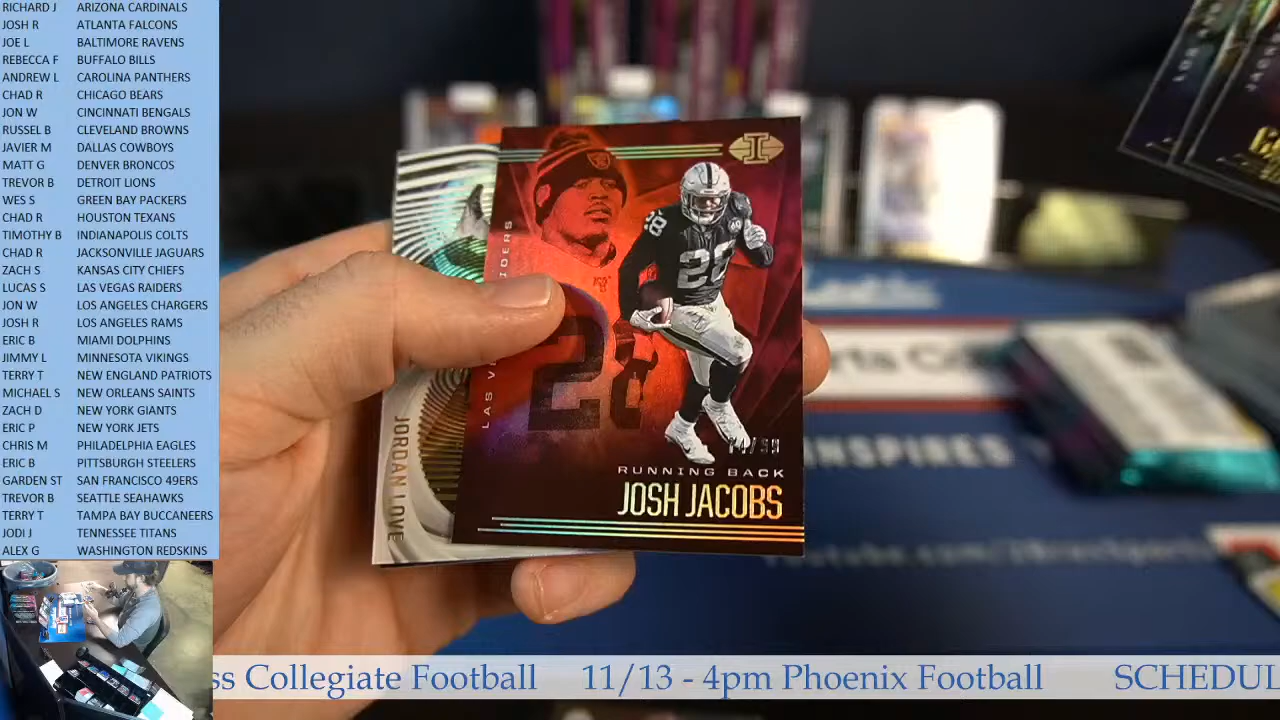 RICHARD J ARIZONA CARDINALS
JOSH R ATLANTA FALCONS
JOE L BALTIMORE RAVENS
REBECCA F BUFFALO BILLS
ANDREW L CAROLINA PANTHERS
CHAD R CHICAGO BEARS
JON W CINCINNATI BENGALS
RUSSEL B CLEVELAND BROWNS
JAVIER M DALLAS COWBOYS
MATT G DENVER BRONCOS
TREVOR B DETROIT LIONS
WES S GREEN BAY PACKERS
CHAD R HOUSTON TEXANS
TIMOTHY B INDIANAPOLIS COLTS
CHAD R JACKSONVILLE JAGUARS
ZACH S KANSAS CITY CHIEFS
LUCAS S LAS VEGAS RAIDERS
JON W LOS ANGELES CHARGERS
JOSH R LOS ANGELES RAMS
ERIC B MIAMI DOLPHINS
JIMMY L MINNESOTA VIKINGS
TERRY T NEW ENGLAND PATRIOTS
MICHAEL S NEW ORLEANS SAINTS
ZACH D NEW YORK GIANTS
ERIC P NEW YORK JETS
CHRIS M PHILADELPHIA EAGLES
ERIC B PITTSBURGH STEELERS
GARDEN ST SAN FRANCISCO 49ERS
TREVOR B SEATTLE SEAHAWKS
TERRY T TAMPA BAY BUCCANEERS
JODI J TENNESSEE TITANS
ALEX G WASHINGTON REDSKINS
28
28
RUNNING BACK
JOSH JACOBS
JORDAN LOVE
INSPIRES
ss Collegiate Football 11/13 - 4pm Phoenix Football SCHEDUL